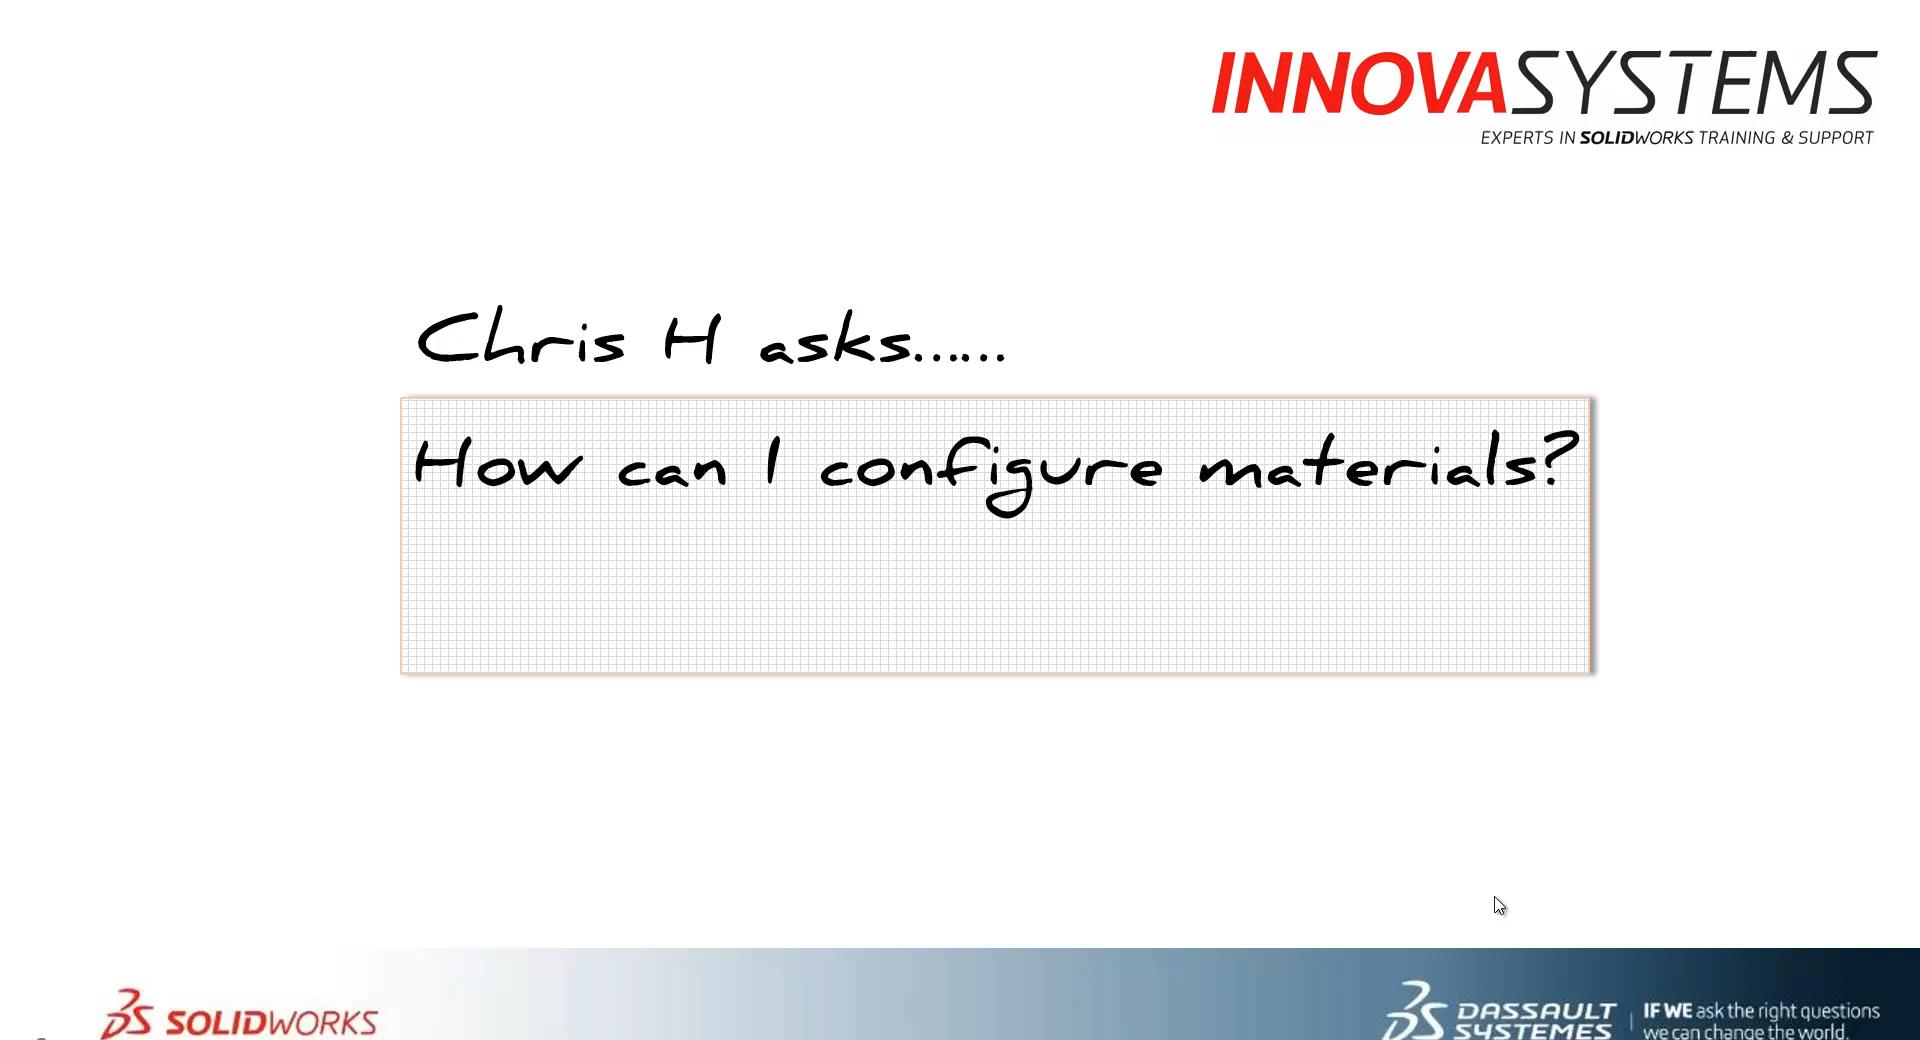 INNOVASYSTEMS
EXPERTS IN SOLIDWORKS TRAINING & SUPPORT
Chris H asks......
How can I configure materials?
SOLIDWORKS
DASSAULT
SYSTEMES
IF WE ask the right questions
we can change the world.